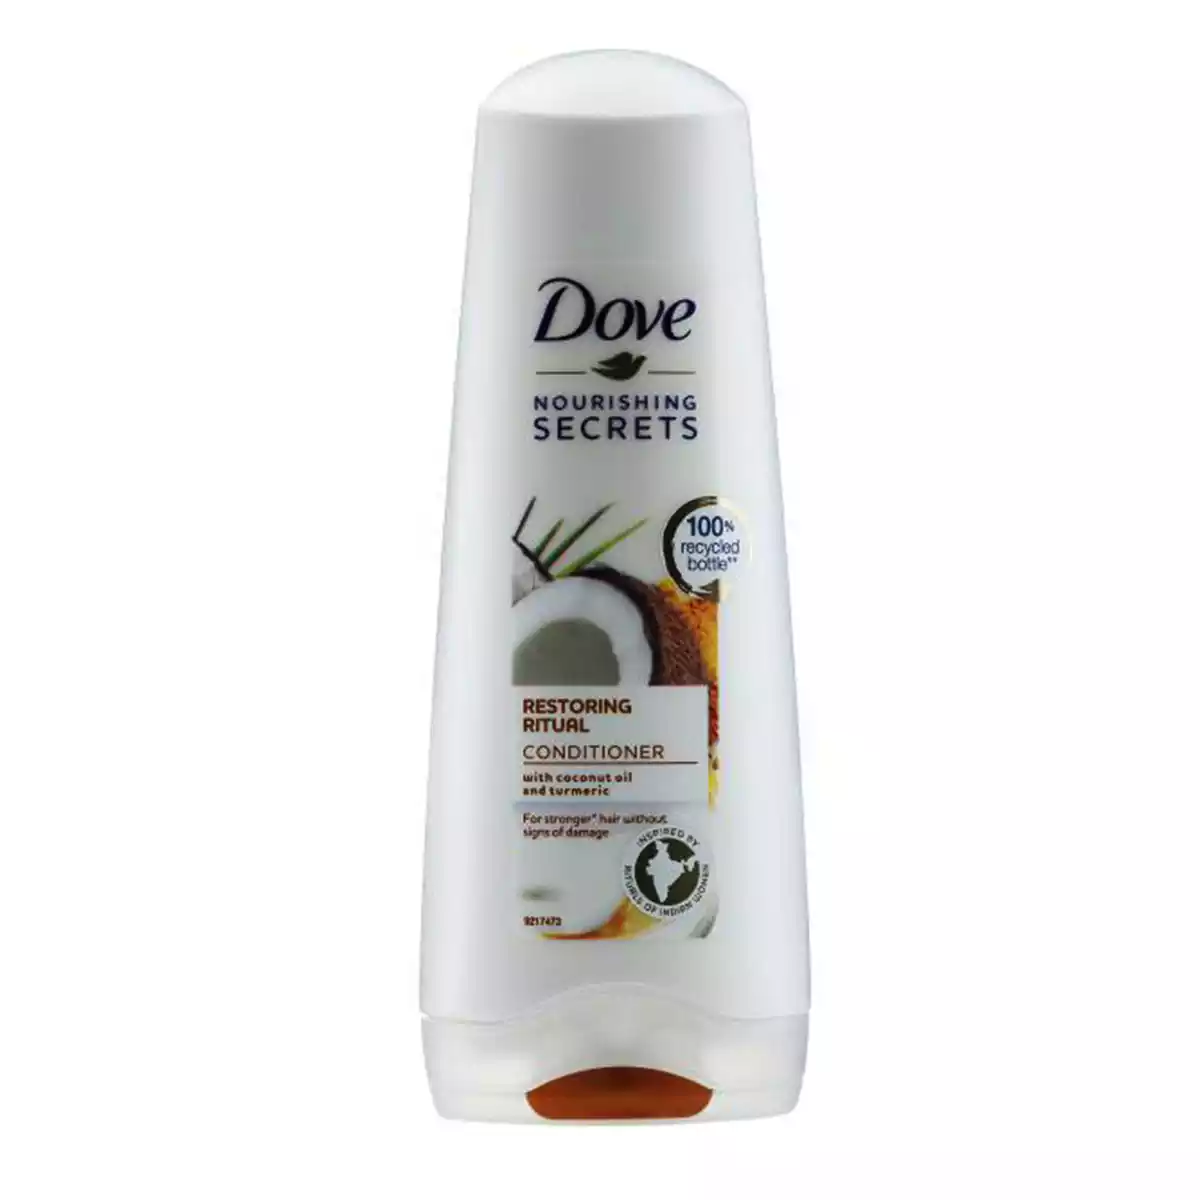 Dove
NOURISHING
SECRETS
100%
recycled
bottle**
RESTORING
RITUAL
CONDITIONER
with coconut oil
and turmeric
For stronger* hair without
signs of damage
INSPIRED BY
RITUALS OF INDIAN WOMEN
9217473